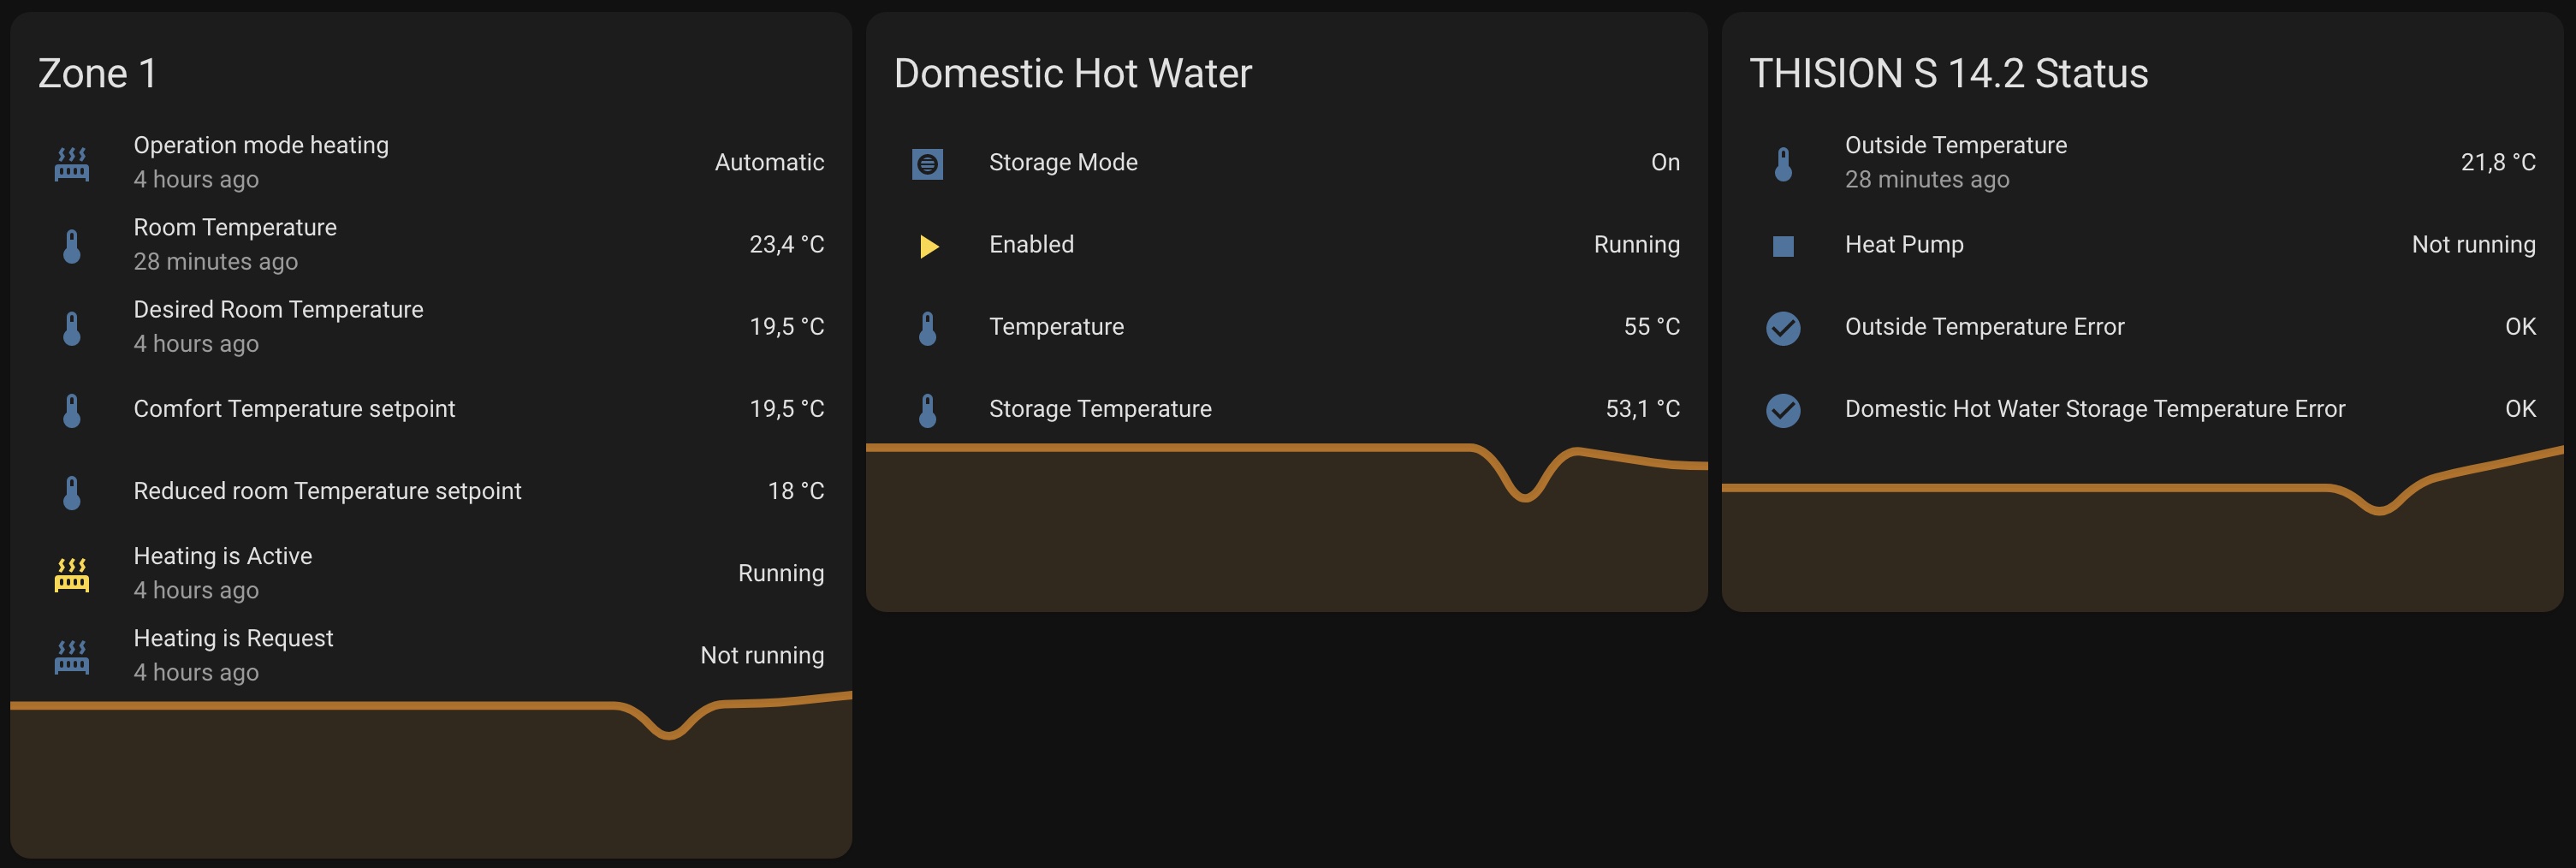 Zone 1
Operation mode heating
4 hours ago
Automatic
Room Temperature
28 minutes ago
23,4 °C
Desired Room Temperature
4 hours ago
19,5 °C
Comfort Temperature setpoint
19,5 °C
Reduced room Temperature setpoint
18 °C
Heating is Active
4 hours ago
Running
Heating is Request
4 hours ago
Not running
Domestic Hot Water
Storage Mode
On
Enabled
Running
Temperature
55 °C
Storage Temperature
53,1 °C
THISION S 14.2 Status
Outside Temperature
28 minutes ago
21,8 °C
Heat Pump
Not running
Outside Temperature Error
OK
Domestic Hot Water Storage Temperature Error
OK